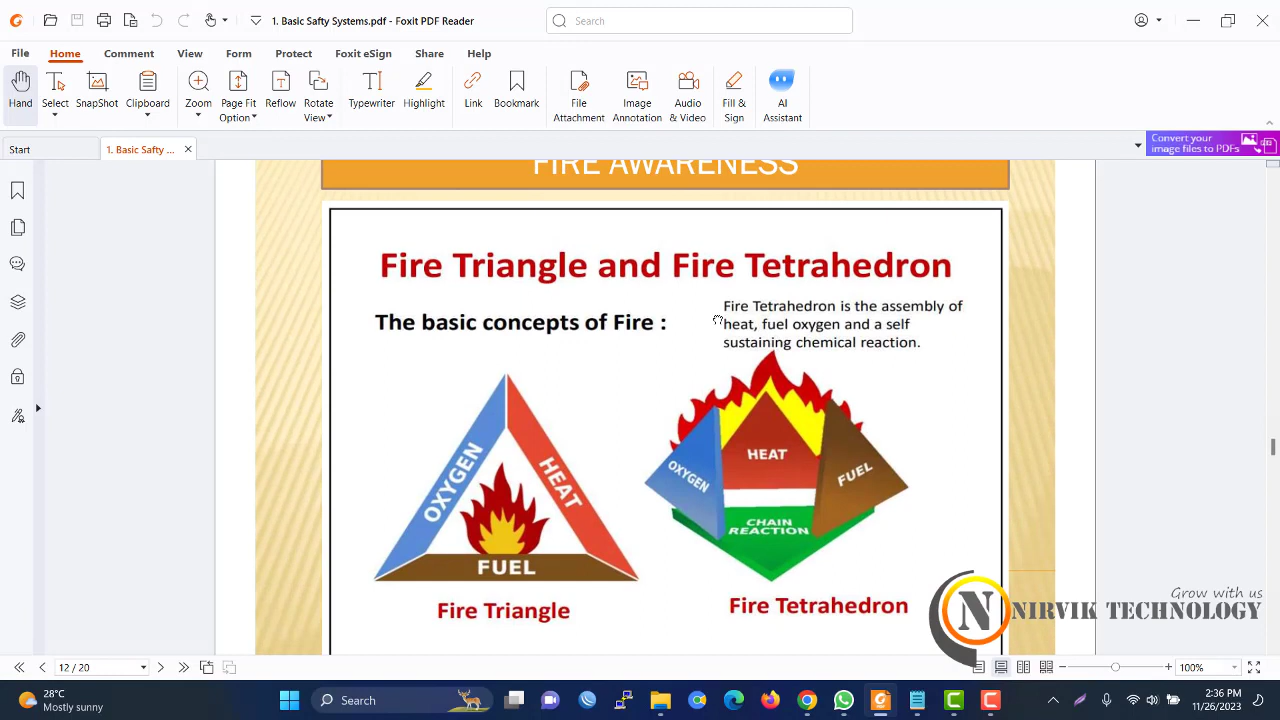 1. Basic Safty Systems.pdf - Foxit PDF Reader
Search
File Home Comment View Form Protect Foxit eSign Share Help
Hand Select SnapShot Clipboard Zoom Page Fit Option Reflow Rotate View Typewriter Highlight Link Bookmark File Attachment Image Annotation Audio & Video Fill & Sign AI Assistant
Start
1. Basic Safty ...
Convert your
image files to PDFs
FIRE AWARENESS
Fire Triangle and Fire Tetrahedron
The basic concepts of Fire :
Fire Tetrahedron is the assembly of
heat, fuel oxygen and a self
sustaining chemical reaction.
OXYGEN
HEAT
FUEL
Fire Triangle
OXYGEN
HEAT
FUEL
CHAIN
REACTION
Fire Tetrahedron
Grow with us
N NIRVIK TECHNOLOGY
12 / 20
100%
28°C
Mostly sunny
Search
2:36 PM
11/26/2023